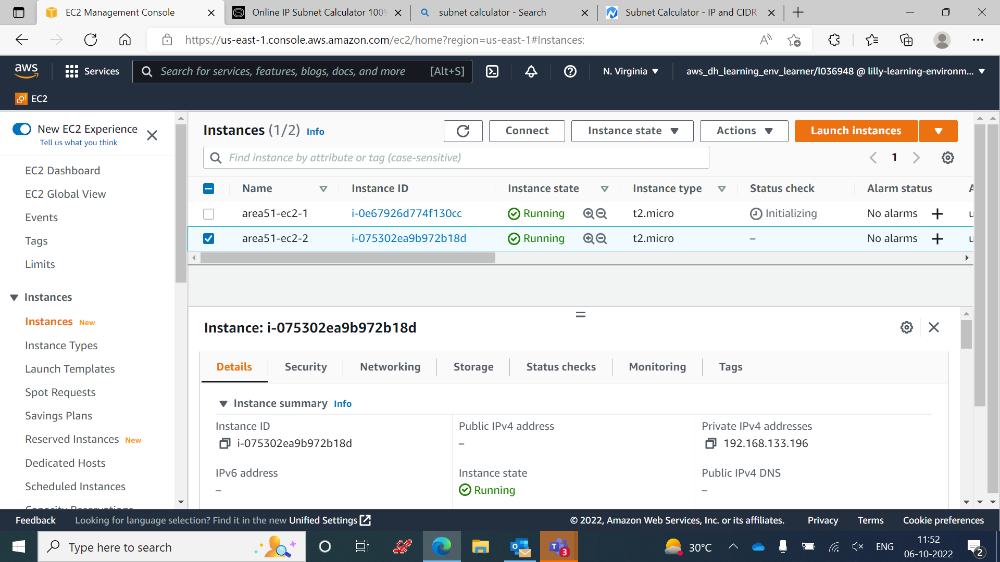 EC2 Management Console
Online IP Subnet Calculator 100%
subnet calculator - Search
Subnet Calculator - IP and CIDR
https://us-east-1.console.aws.amazon.com/ec2/home?region=us-east-1#Instances:
aws
Services
Search for services, features, blogs, docs, and more [Alt+S]
N. Virginia
aws_dh_learning_env_learner/l036948 @ lilly-learning-environm...
EC2
New EC2 Experience
Tell us what you think
EC2 Dashboard
EC2 Global View
Events
Tags
Limits
Instances
Instances New
Instance Types
Launch Templates
Spot Requests
Savings Plans
Reserved Instances New
Dedicated Hosts
Scheduled Instances
Capacity Reservations
Instances (1/2) Info
Connect
Instance state
Actions
Launch instances
Find instance by attribute or tag (case-sensitive)
1
Name Instance ID Instance state Instance type Status check Alarm status A
area51-ec2-1 i-0e67926d774f130cc Running t2.micro Initializing No alarms + u
area51-ec2-2 i-075302ea9b972b18d Running t2.micro – No alarms + u
Instance: i-075302ea9b972b18d
Details Security Networking Storage Status checks Monitoring Tags
Instance summary Info
Instance ID Public IPv4 address Private IPv4 addresses
i-075302ea9b972b18d – 192.168.133.196
IPv6 address Instance state Public IPv4 DNS
– Running –
Feedback Looking for language selection? Find it in the new Unified Settings
© 2022, Amazon Web Services, Inc. or its affiliates. Privacy Terms Cookie preferences
Type here to search
3
30°C
ENG
11:52
06-10-2022
2